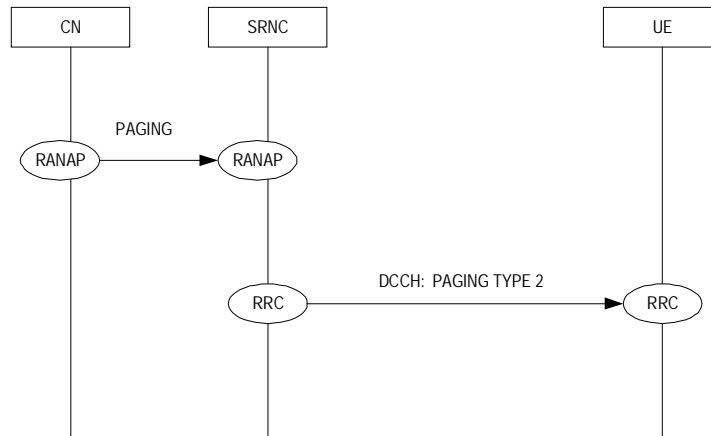 CN
SRNC
UE
PAGING
RANAP
RANAP
DCCH: PAGING TYPE 2
RRC
RRC